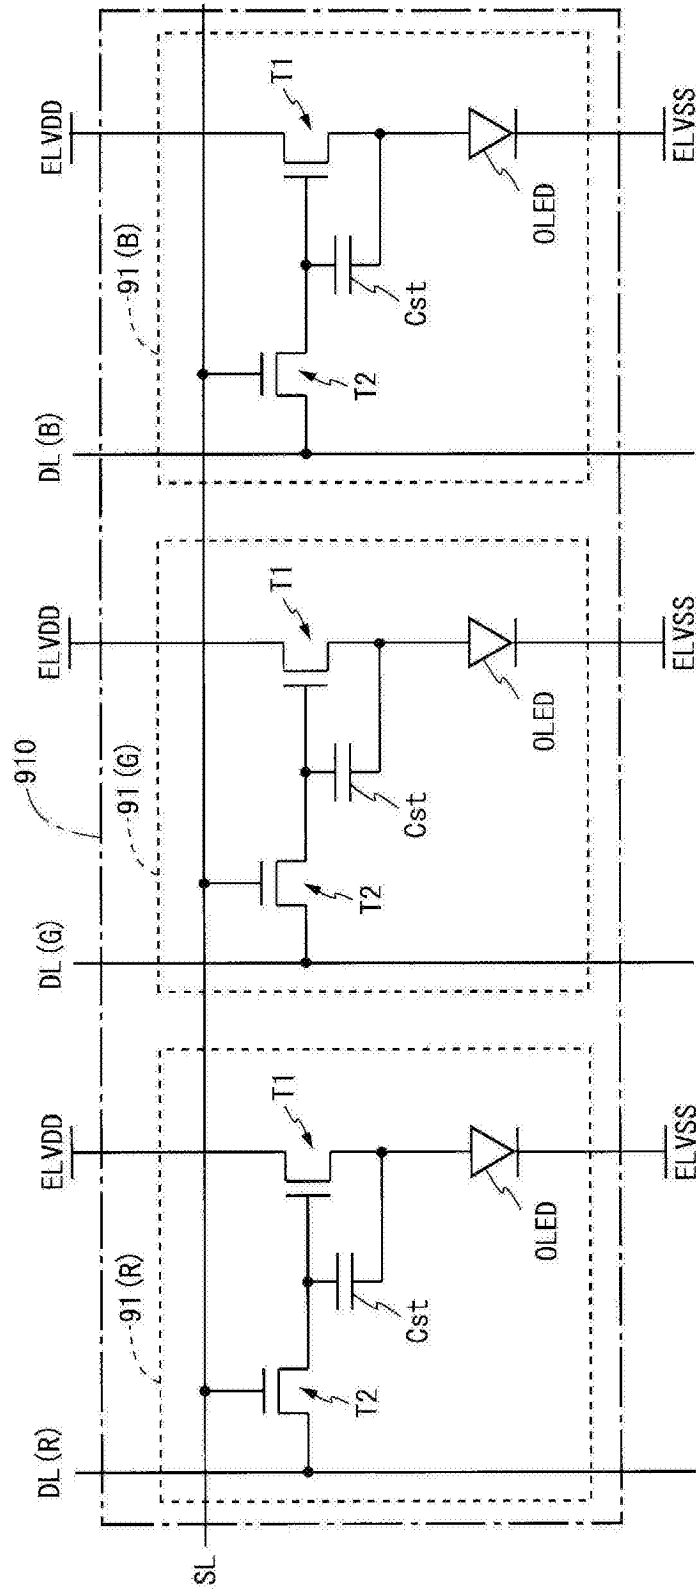 910
DL(R)
ELVDD
DL(G)
ELVDD
DL(B)
ELVDD
91(R)
91(G)
91(B)
SL
T1
T1
T1
T2
Cst
T2
Cst
T2
Cst
OLED
OLED
OLED
ELVSS
ELVSS
ELVSS